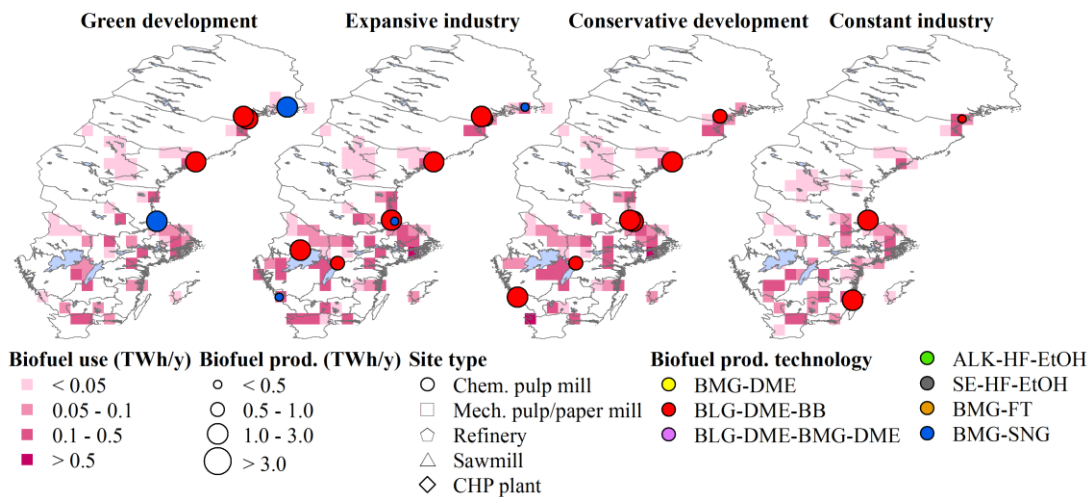 Green development Expansive industry Conservative development Constant industry
Biofuel use (TWh/y)
< 0.05
0.05 - 0.1
0.1 - 0.5
> 0.5
Biofuel prod. (TWh/y)
< 0.5
0.5 - 1.0
1.0 - 3.0
> 3.0
Site type
Chem. pulp mill
Mech. pulp/paper mill
Refinery
Sawmill
CHP plant
Biofuel prod. technology
BMG-DME
BLG-DME-BB
BLG-DME-BMG-DME
ALK-HF-EtOH
SE-HF-EtOH
BMG-FT
BMG-SNG